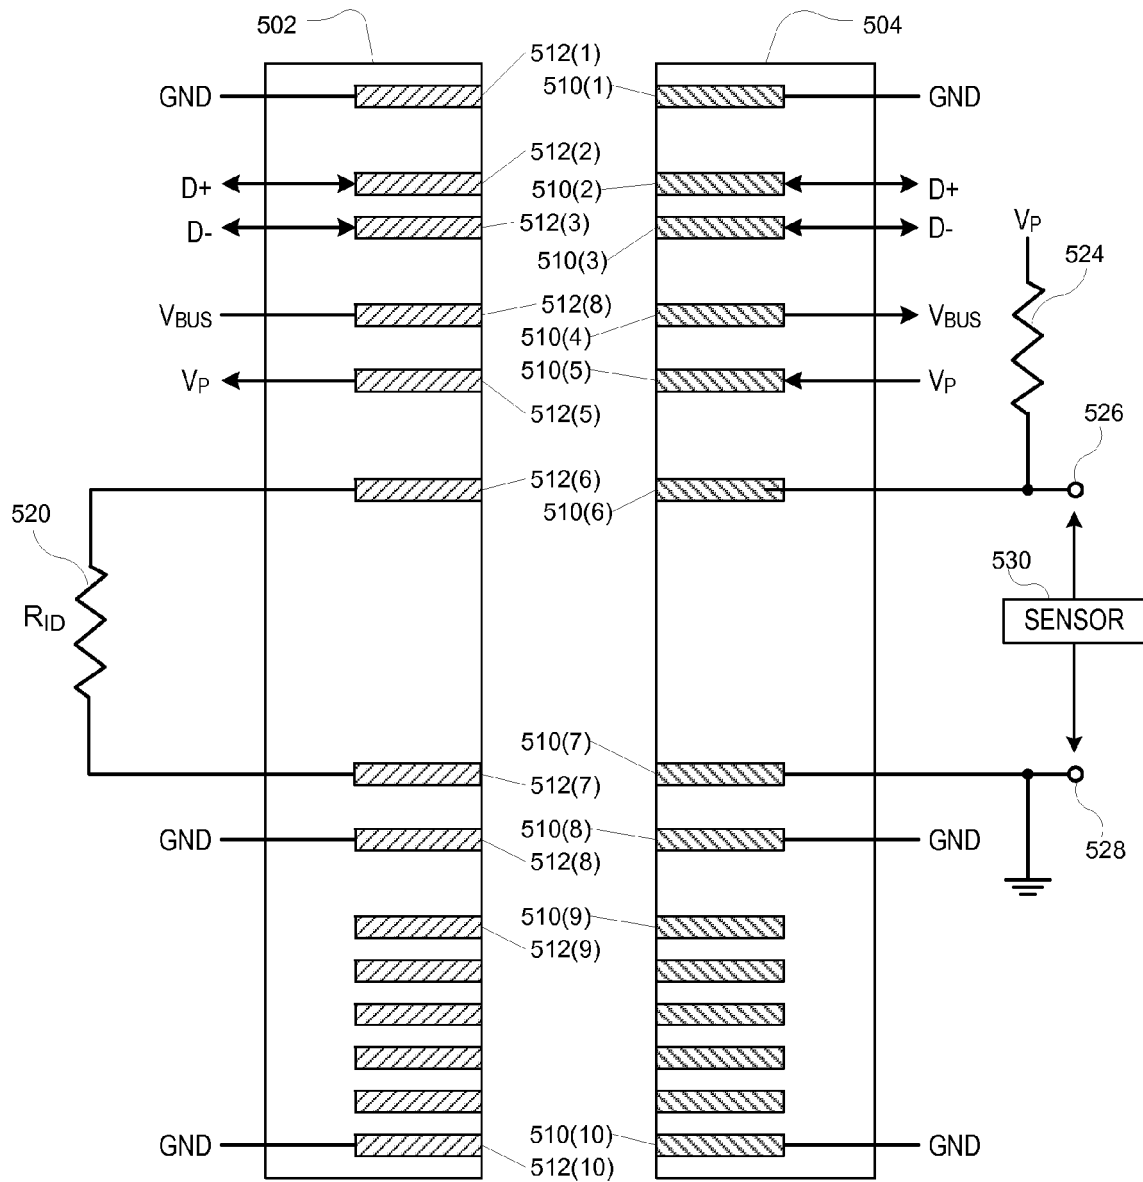 502
504
512(1)
510(1)
GND
GND
512(2)
510(2)
D+
D+
512(3)
510(3)
D-
D-
VP
524
512(8)
510(4)
VBUS
VBUS
510(5)
512(5)
VP
VP
526
512(6)
510(6)
520
RID
530
SENSOR
510(7)
512(7)
510(8)
512(8)
GND
GND
528
510(9)
512(9)
510(10)
512(10)
GND
GND